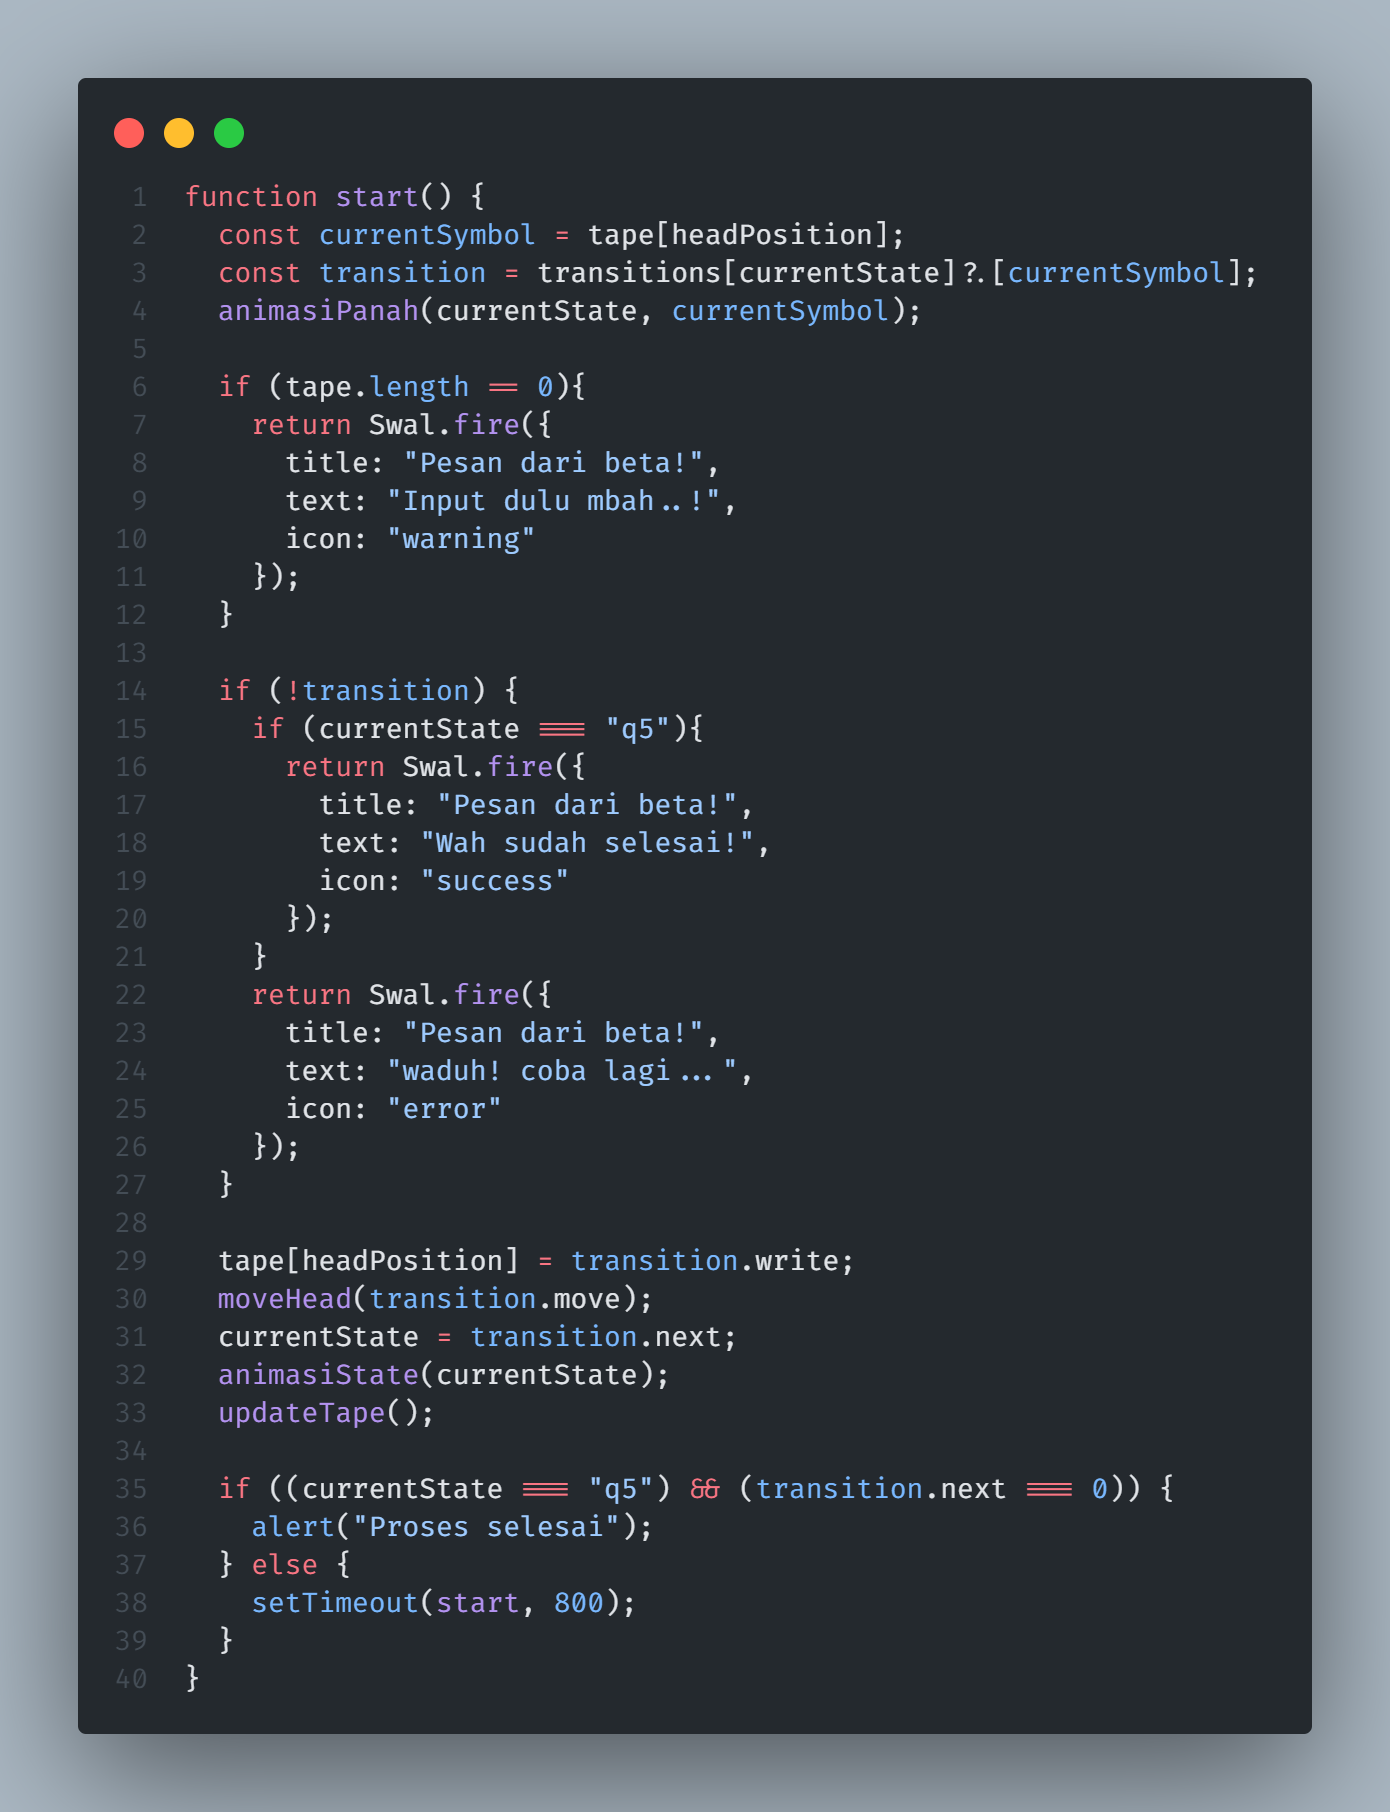 1 function start() {
2   const currentSymbol = tape[headPosition];
3   const transition = transitions[currentState]?.[currentSymbol];
4   animasiPanah(currentState, currentSymbol);
5
6   if (tape.length == 0){
7     return Swal.fire({
8       title: "Pesan dari beta!",
9       text: "Input dulu mbah..!",
10       icon: "warning"
11     });
12   }
13
14   if (!transition) {
15     if (currentState === "q5"){
16       return Swal.fire({
17         title: "Pesan dari beta!",
18         text: "Wah sudah selesai!",
19         icon: "success"
20       });
21     }
22     return Swal.fire({
23       title: "Pesan dari beta!",
24       text: "waduh! coba lagi...",
25       icon: "error"
26     });
27   }
28
29   tape[headPosition] = transition.write;
30   moveHead(transition.move);
31   currentState = transition.next;
32   animasiState(currentState);
33   updateTape();
34
35   if ((currentState === "q5") && (transition.next === 0)) {
36     alert("Proses selesai");
37   } else {
38     setTimeout(start, 800);
39   }
40 }